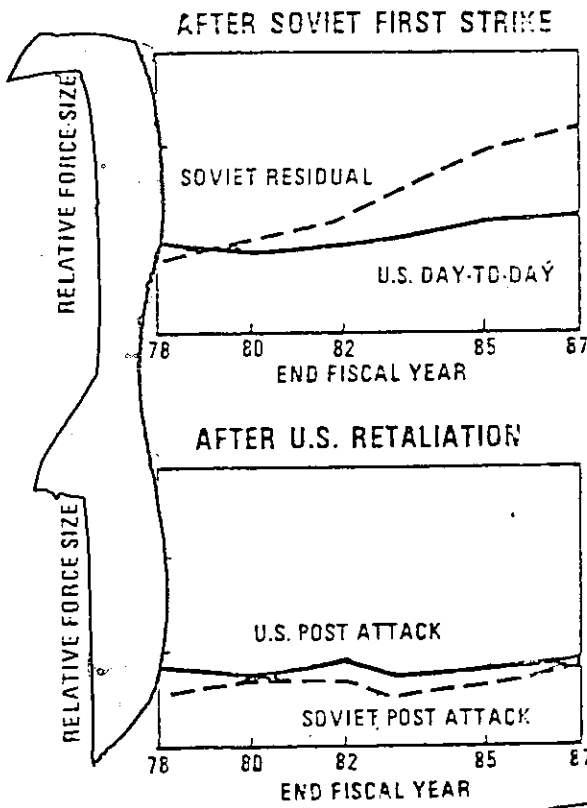 AFTER SOVIET FIRST STRIKE
RELATIVE FORCE SIZE
SOVIET RESIDUAL
U.S. DAY-TO-DAY
78 80 82 85 87
END FISCAL YEAR
AFTER U.S. RETALIATION
RELATIVE FORCE SIZE
U.S. POST ATTACK
SOVIET POST ATTACK
78 80 82 85 87
END FISCAL YEAR